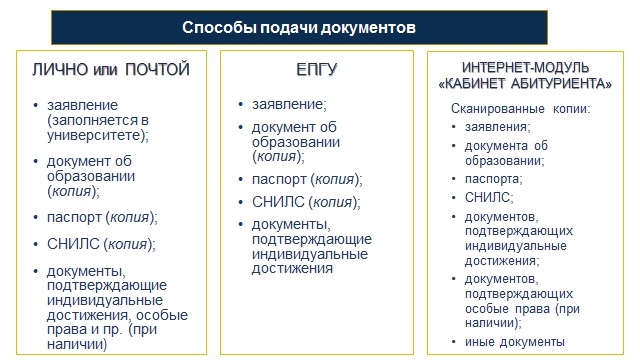 Способы подачи документов
ЛИЧНО или ПОЧТОЙ
• заявление
(заполняется в
университете);
• документ об
образовании
(копия);
• паспорт (копия);
• СНИЛС (копия);
• документы,
подтверждающие
индивидуальные
достижения, особые
права и пр. (при
наличии)
ЕПГУ
• заявление;
• документ об
образовании
(копия);
• паспорт (копия);
• СНИЛС (копия);
• документы,
подтверждающие
индивидуальные
достижения
ИНТЕРНЕТ-МОДУЛЬ
«КАБИНЕТ АБИТУРИЕНТА»
Сканированные копии:
• заявления;
• документа об
образовании;
• паспорта;
• СНИЛС;
• документов,
подтверждающих
индивидуальные
достижения;
• документов,
подтверждающих
особые права (при
наличии);
• иные документы